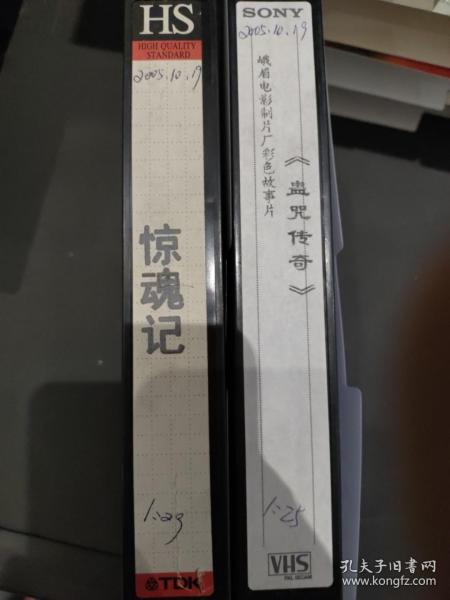 HS
HIGH QUALITY
STANDARD
2005.10.19
惊魂记
1:23
TDK
SONY
2005.10.19
峨眉电影制片厂彩色故事片
《蛊咒传奇》
1:25
VHS
PAL SECAM
孔夫子旧书网
www.kongfz.com